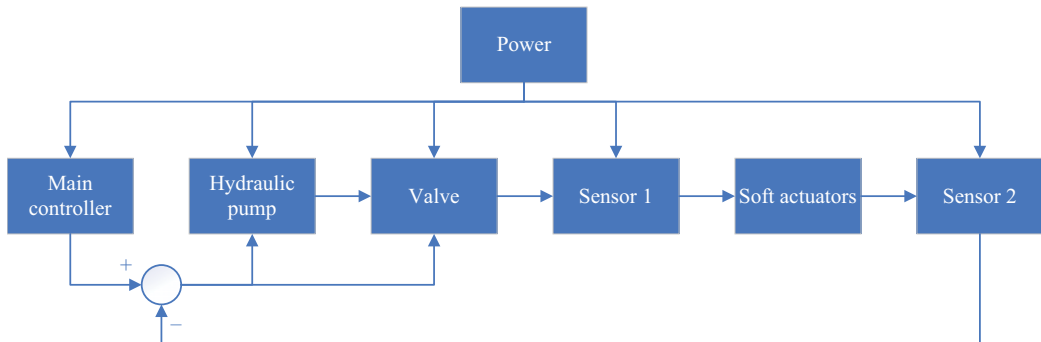 Power
Main
controller
Hydraulic
pump
Valve
Sensor 1
Soft actuators
Sensor 2
+
−